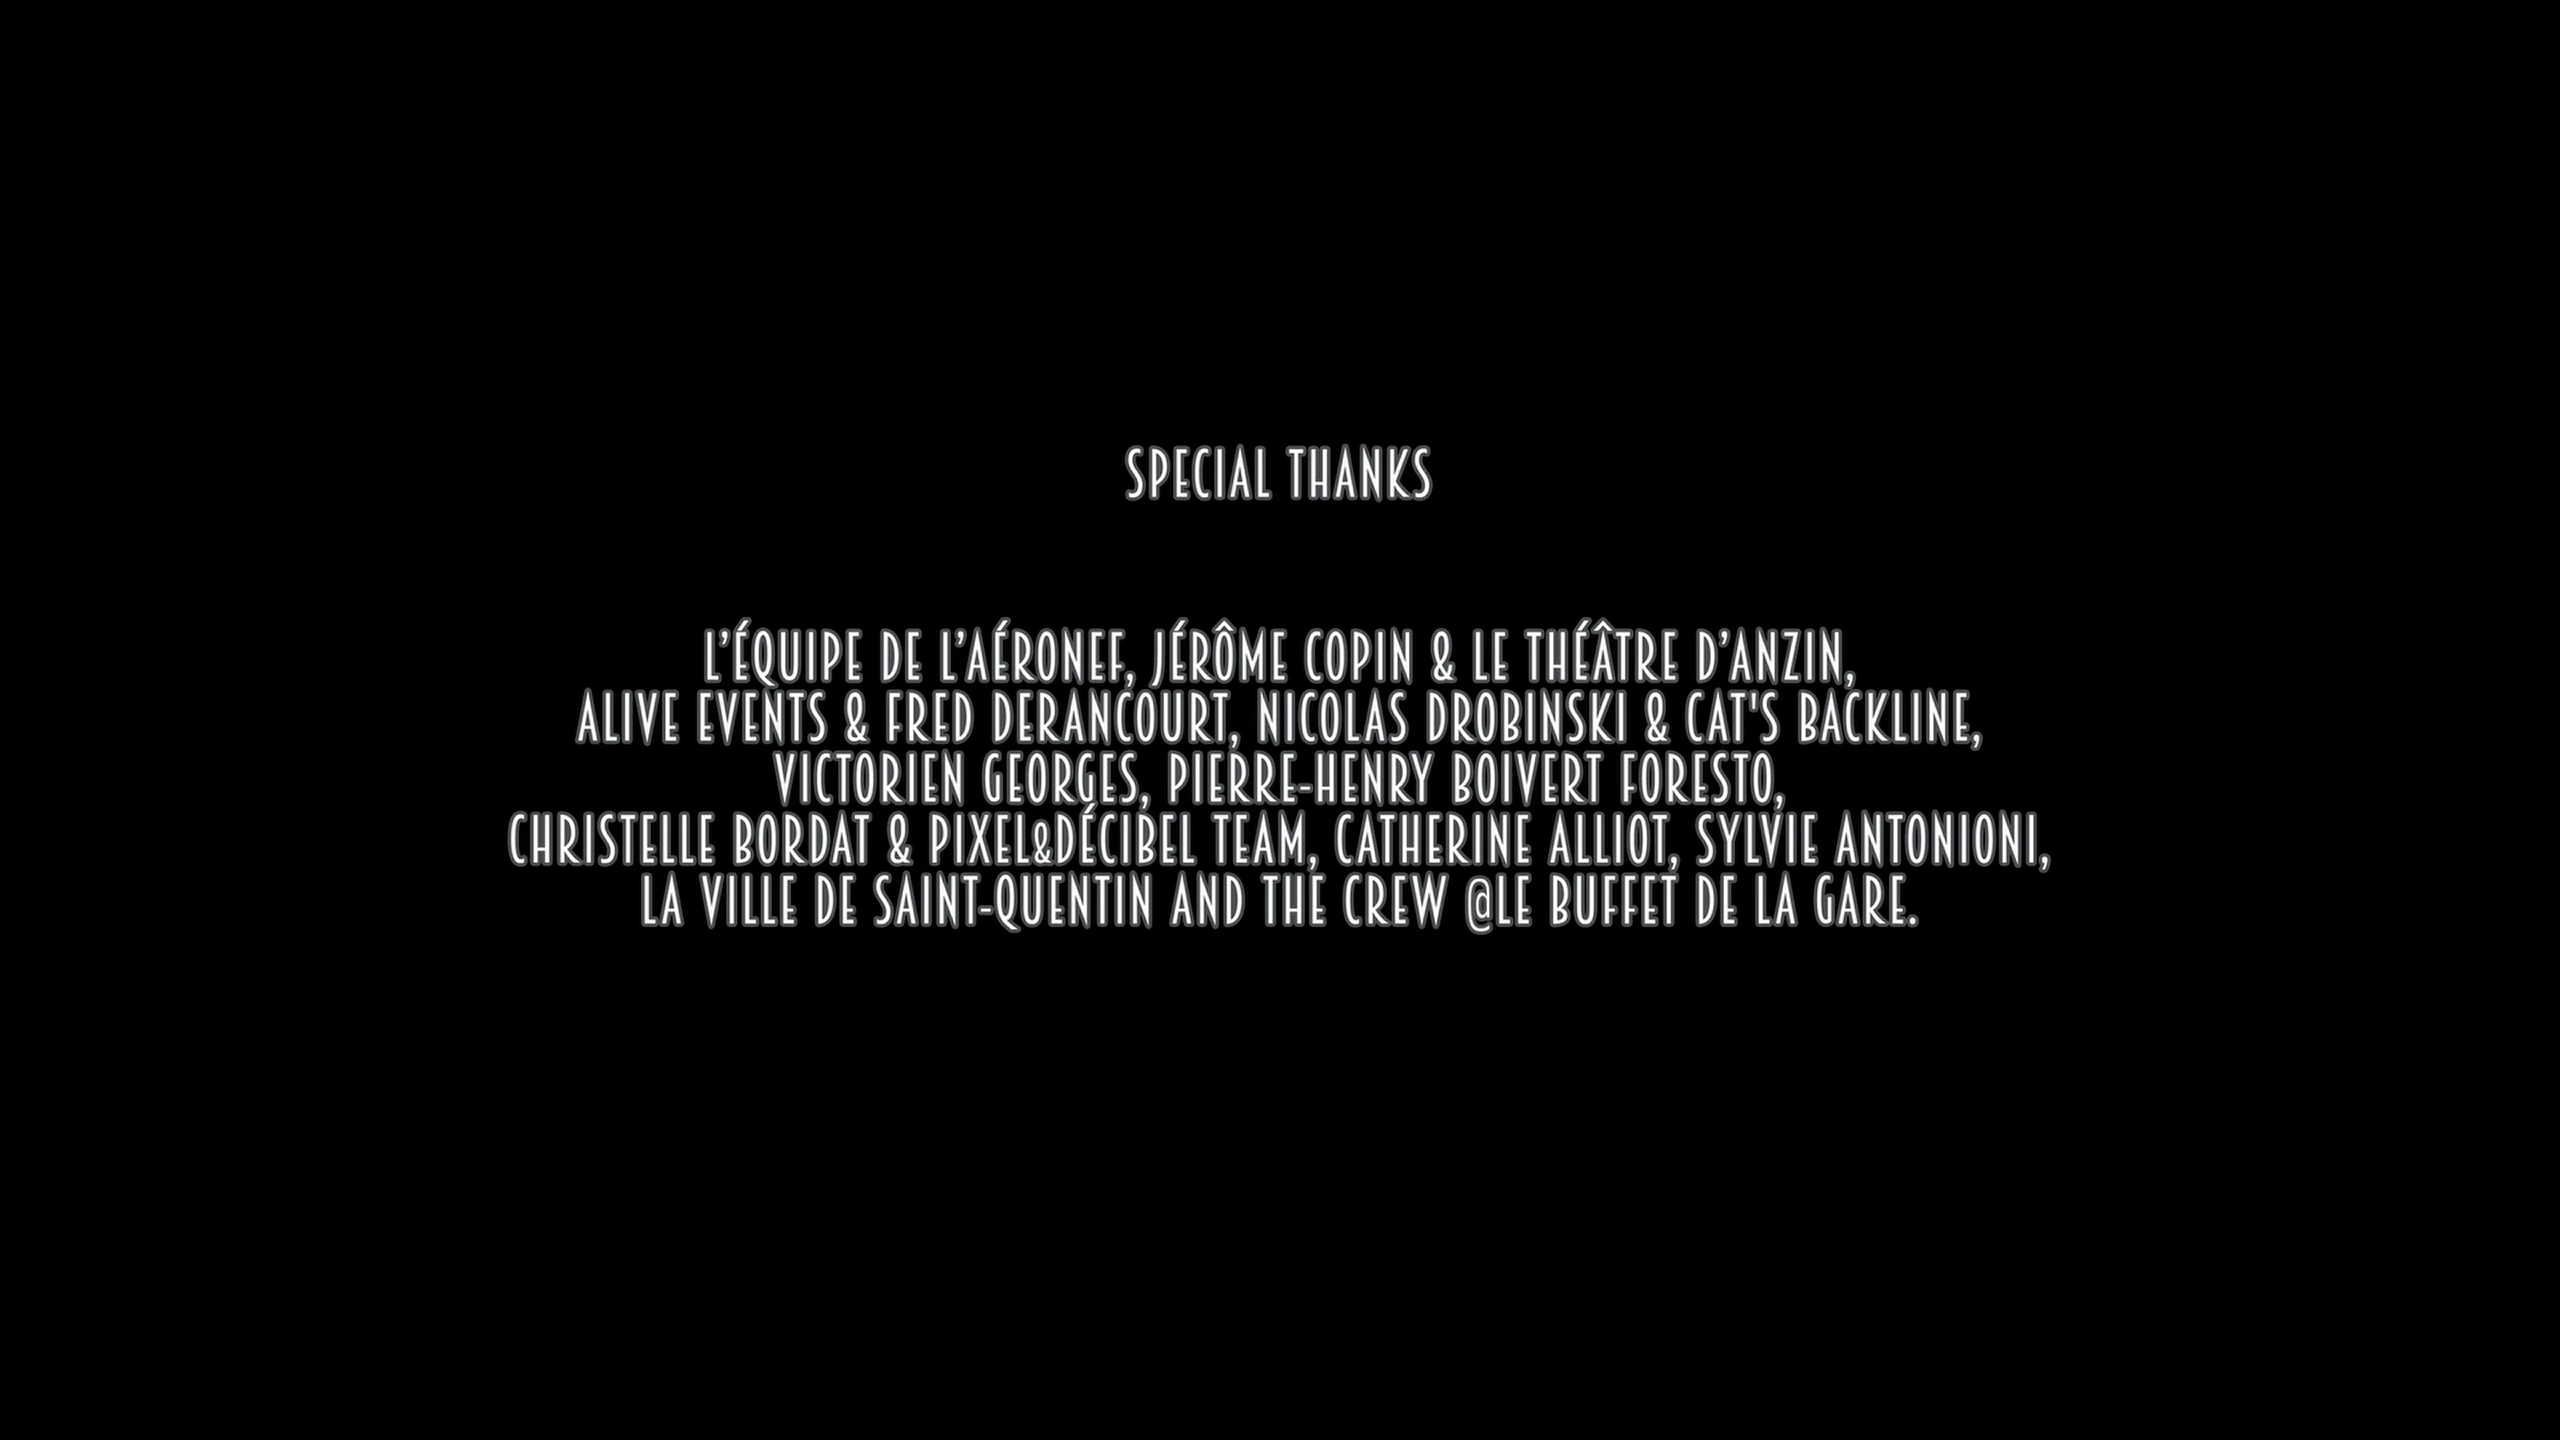 SPECIAL THANKS
L’ÉQUIPE DE L’AÉRONEF, JÉRÔME COPIN & LE THÉÂTRE D’ANZIN,
ALIVE EVENTS & FRED DERANCOURT, NICOLAS DROBINSKI & CAT'S BACKLINE,
VICTORIEN GEORGES, PIERRE-HENRY BOIVERT FORESTO,
CHRISTELLE BORDAT & PIXEL&DÉCIBEL TEAM, CATHERINE ALLIOT, SYLVIE ANTONIONI,
LA VILLE DE SAINT-QUENTIN AND THE CREW @LE BUFFET DE LA GARE.